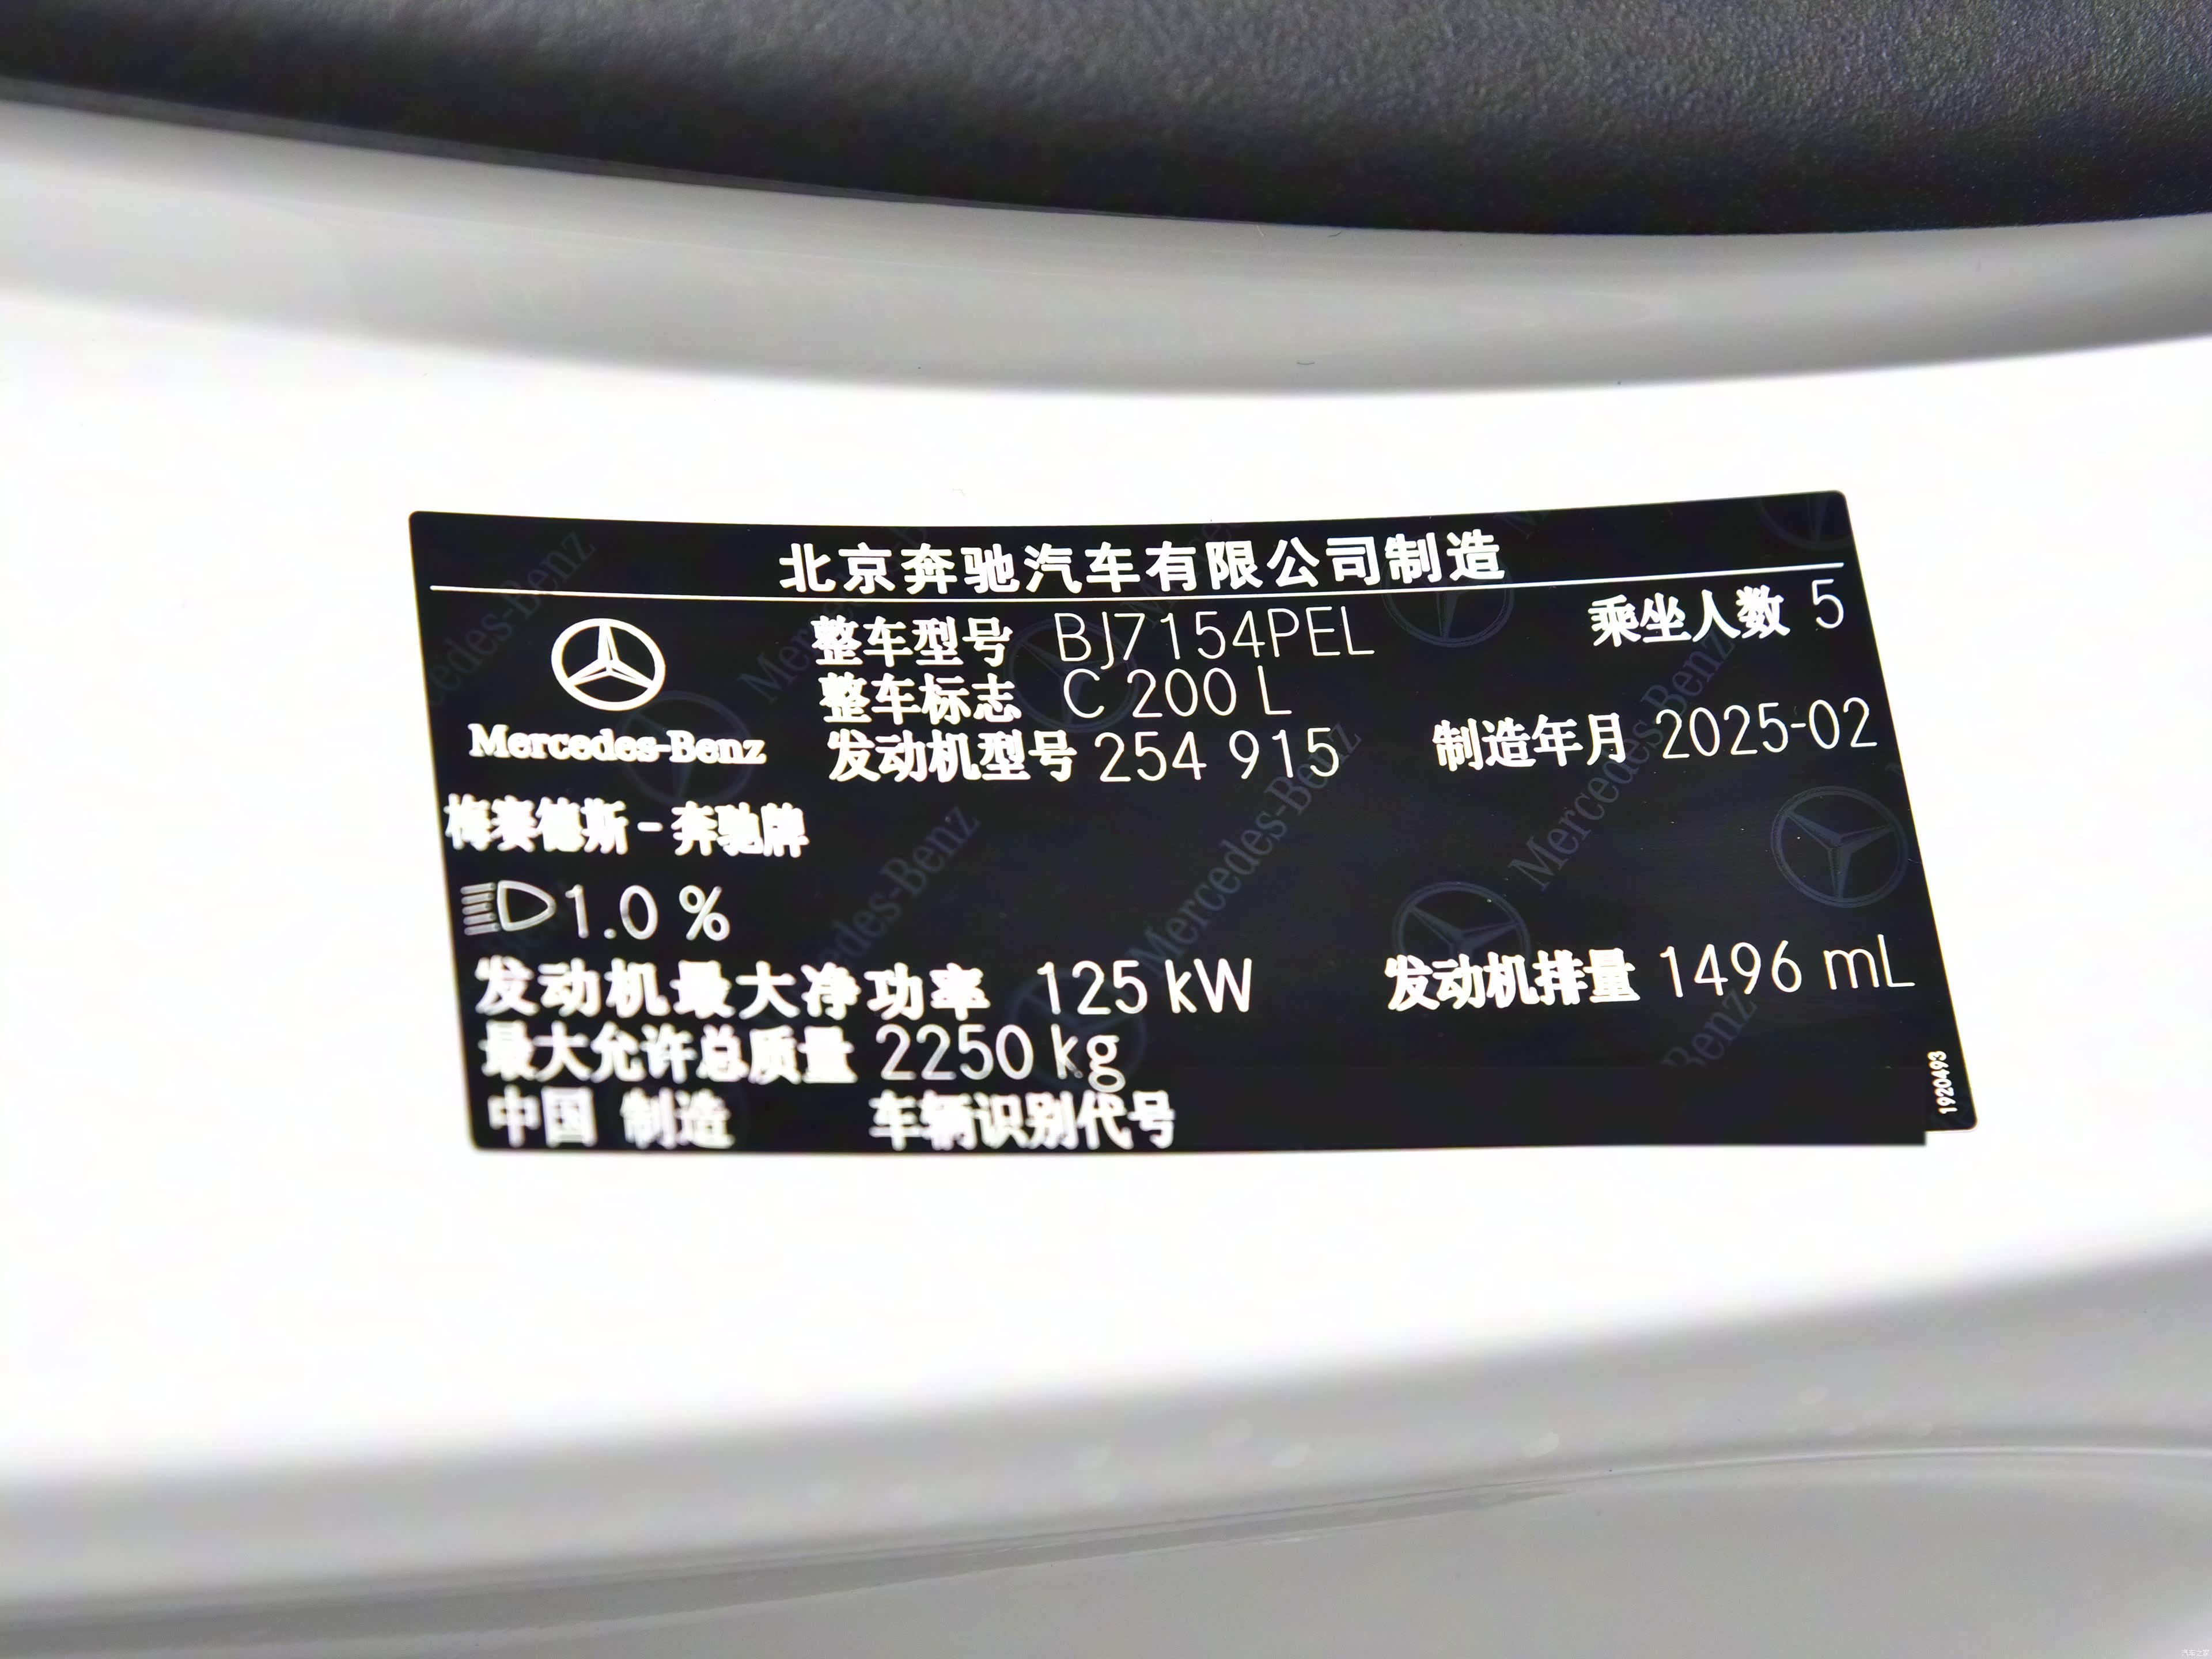 北京奔驰汽车有限公司制造
整车型号 BJ7154PEL 乘坐人数 5
整车标志 C 200 L
Mercedes-Benz
发动机型号 254 915 制造年月 2025-02
梅赛德斯-奔驰牌
1.0 %
发动机最大净功率 125 kW 发动机排量 1496 mL
最大允许总质量 2250 kg
中国 制造 车辆识别代号
1920493
汽车之家